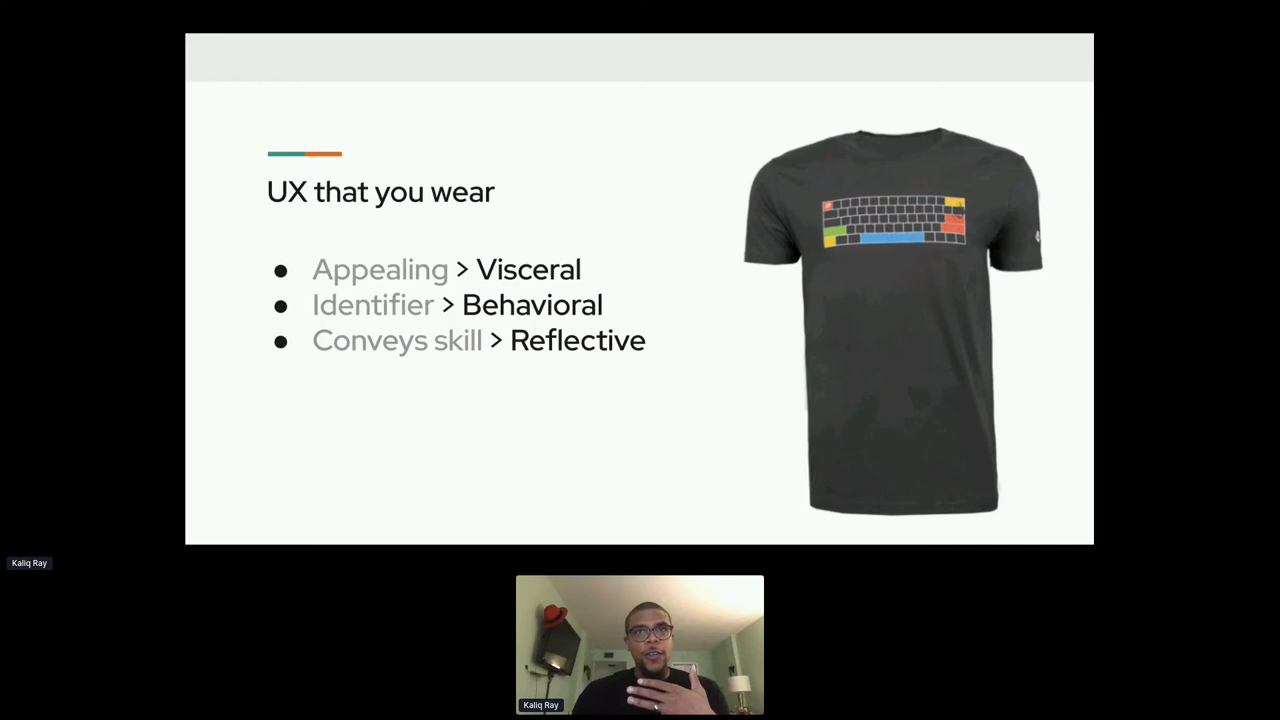 UX that you wear
● Appealing > Visceral
● Identifier > Behavioral
● Conveys skill > Reflective
Kaliq Ray
Kaliq Ray